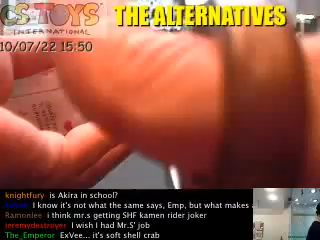 CS TOYS
INTERNATIONAL
THE ALTERNATIVES
10/07/22 15:50
knightfury is Akira in school?
I know it's not what the same says, Emp, but what makes -
Ramonlee i think mr.s getting SHF kamen rider joker
jeremydestroyer I wish I had Mr.S' job
The_Emperor ExVee... it's soft shell crab